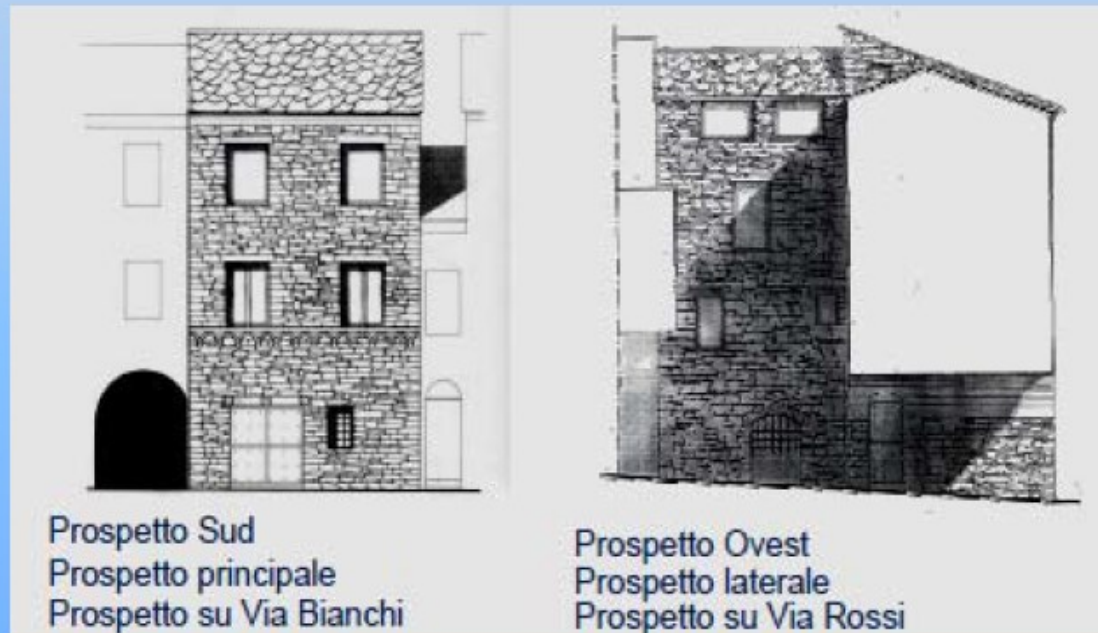 Prospetto Sud
Prospetto principale
Prospetto su Via Bianchi
Prospetto Ovest
Prospetto laterale
Prospetto su Via Rossi